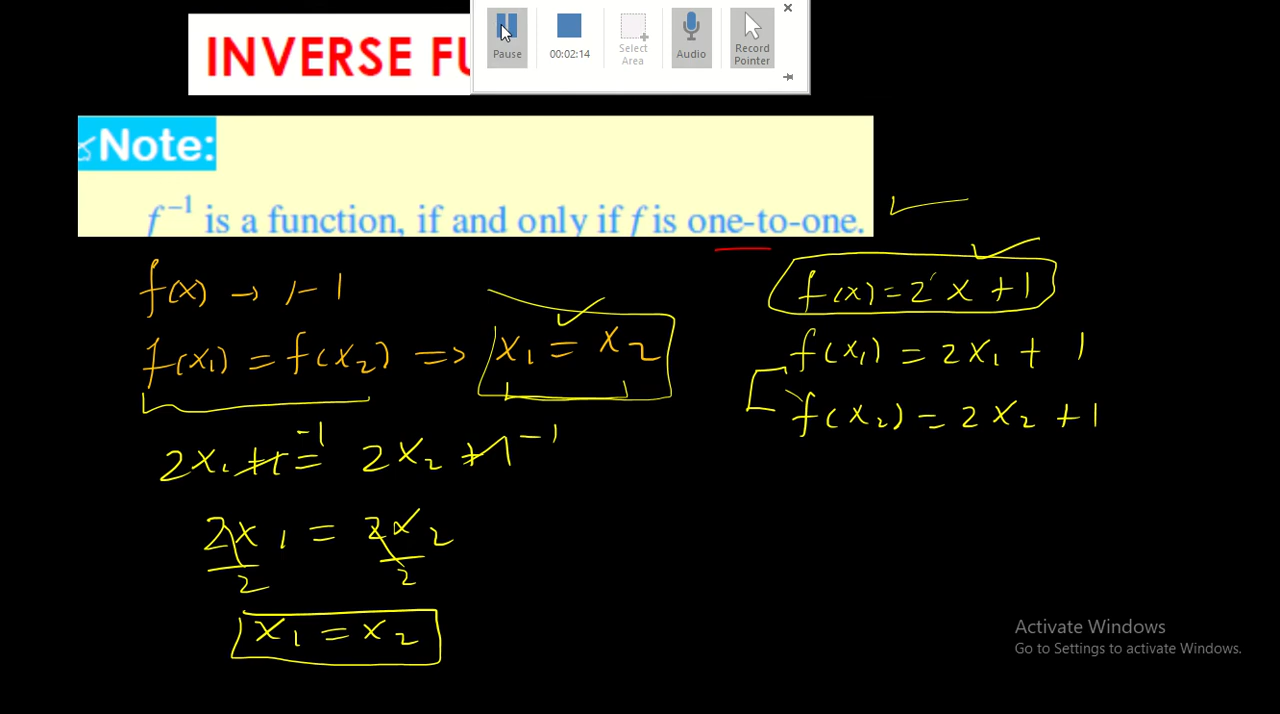 INVERSE FU
Pause
00:02:14
Select Area
Audio
Record Pointer
Note:
f⁻¹ is a function, if and only if f is one-to-one.
f(x) → 1-1
f(x₁) = f(x₂) => x₁ = x₂
2x₁ +1 -1 = 2x₂ +1 -1
2x₁/2 = 2x₂/2
x₁ = x₂
f(x) = 2x + 1
f(x₁) = 2x₁ + 1
f(x₂) = 2x₂ + 1
Activate Windows
Go to Settings to activate Windows.